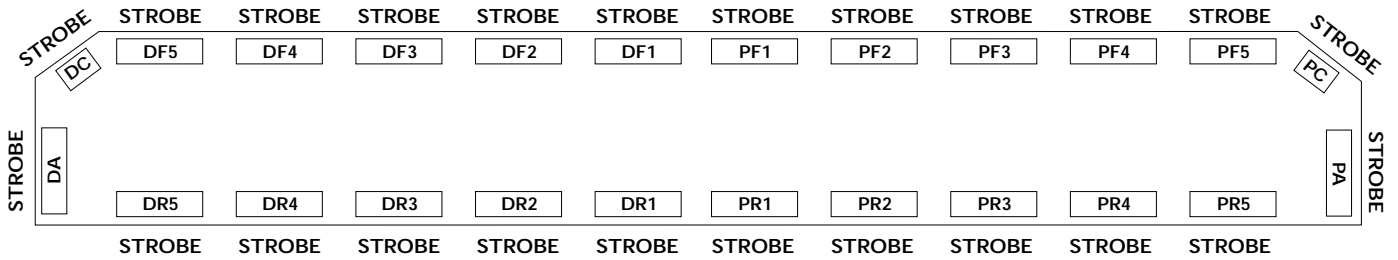 STROBE STROBE STROBE STROBE STROBE STROBE STROBE STROBE STROBE STROBE
STROBE STROBE
DC DF5 DF4 DF3 DF2 DF1 PF1 PF2 PF3 PF4 PF5 PC
STROBE DA PA STROBE
DR5 DR4 DR3 DR2 DR1 PR1 PR2 PR3 PR4 PR5
STROBE STROBE STROBE STROBE STROBE STROBE STROBE STROBE STROBE STROBE